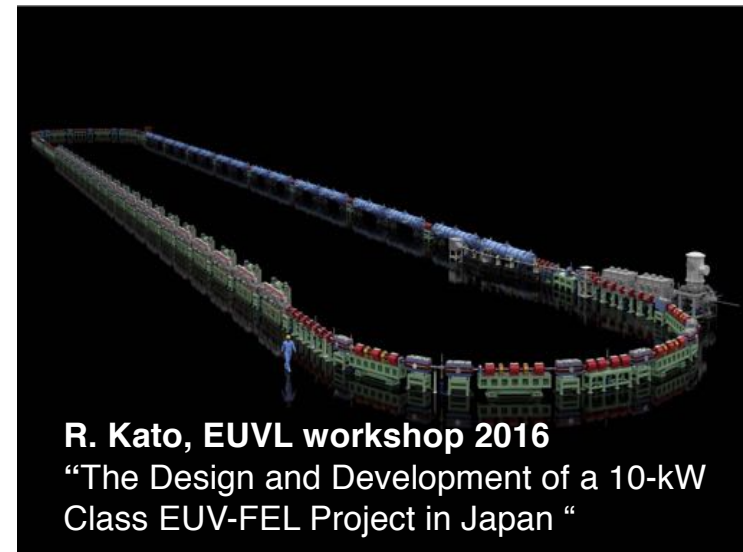 R. Kato, EUVL workshop 2016
“The Design and Development of a 10-kW
Class EUV-FEL Project in Japan “